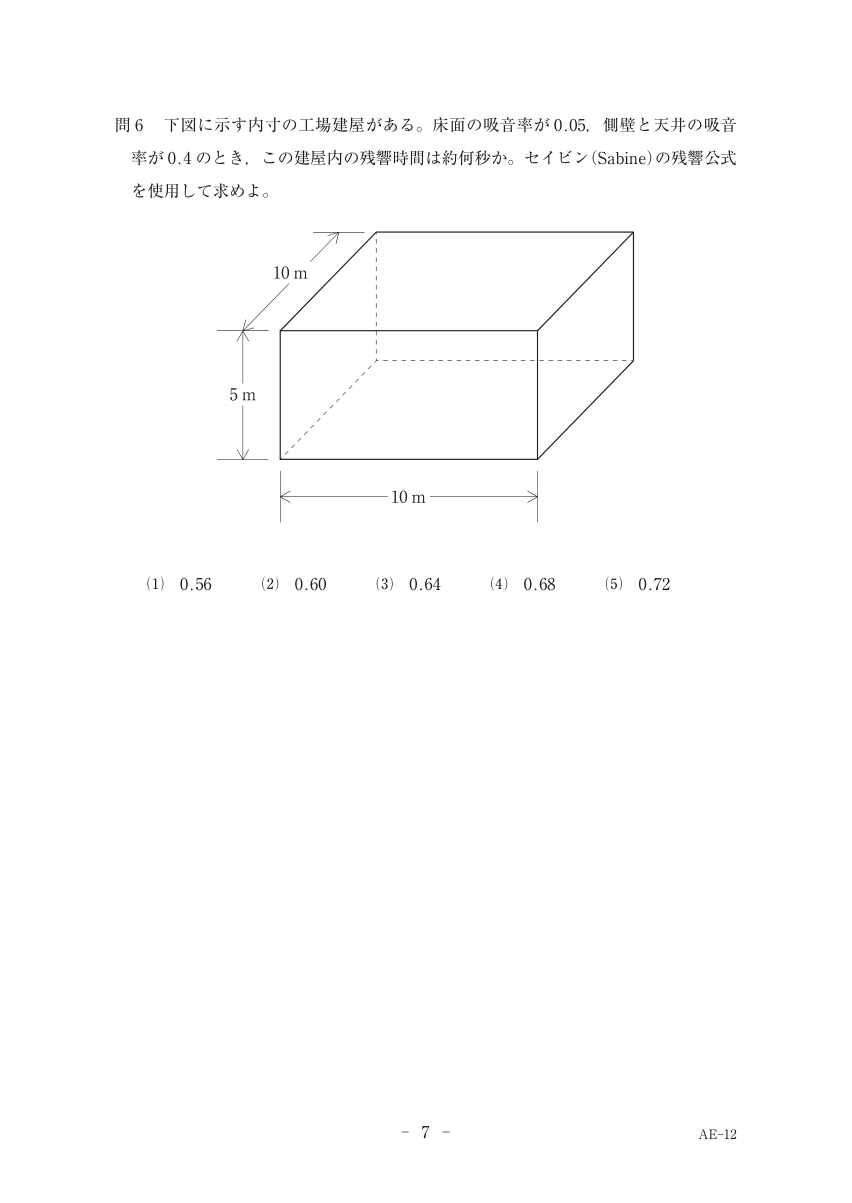 問6 下図に示す内寸の工場建屋がある。床面の吸音率が0.05，側壁と天井の吸音
率が0.4のとき，この建屋内の残響時間は約何秒か。セイビン(Sabine)の残響公式
を使用して求めよ。
10 m
5 m
10 m
⑴ 0.56 ⑵ 0.60 ⑶ 0.64 ⑷ 0.68 ⑸ 0.72
- 7 -
AE-12